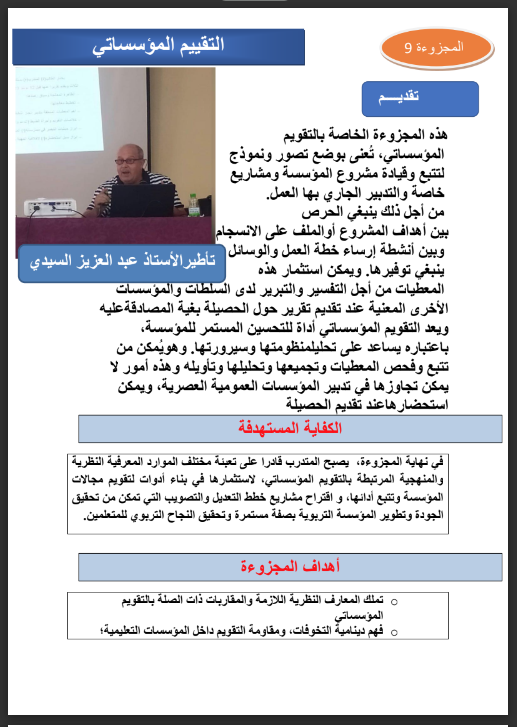 المجزوءة 9
التقييم المؤسساتي
تقديـــم
هذه المجزوءة الخاصة بالتقويم
المؤسساتي، تُعنى بوضع تصور ونموذج
لتتبع وقيادة مشروع المؤسسة ومشاريع
خاصة والتدبير الجاري بها العمل.
من أجل ذلك ينبغي الحرص
بين أهداف المشروع أوالملف على الانسجام
وبين أنشطة إرساء خطة العمل والوسائل
ينبغي توفيرها. ويمكن استثمار هذه
تأطيرالأستاذ عبد العزيز السيدي
المعطيات من أجل التفسير والتبرير لدى السلطات والمؤسسات
الأخرى المعنية عند تقديم تقرير حول الحصيلة بغية المصادقةعليه
ويعد التقويم المؤسساتي أداة للتحسين المستمر للمؤسسة،
باعتباره يساعد على تحليلمنظومتها وسيرورتها. وهويُمكن من
تتبع وفحص المعطيات وتجميعها وتحليلها وتأويله وهذه أمور لا
يمكن تجاوزها في تدبير المؤسسات العمومية العصرية، ويمكن
استحضارهاعند تقديم الحصيلة
الكفاية المستهدفة
في نهاية المجزوءة، يصبح المتدرب قادرا على تعبئة مختلف الموارد المعرفية النظرية
والمنهجية المرتبطة بالتقويم المؤسساتي، لاستثمارها في بناء أدوات لتقويم مجالات
المؤسسة وتتبع أدائها، و اقتراح مشاريع خطط التعديل والتصويب التي تمكن من تحقيق
الجودة وتطوير المؤسسة التربوية بصفة مستمرة وتحقيق النجاح التربوي للمتعلمين.
أهداف المجزوءة
o تملك المعارف النظرية اللازمة والمقاربات ذات الصلة بالتقويم
المؤسساتي
o فهم دينامية التخوفات، ومقاومة التقويم داخل المؤسسات التعليمية؛